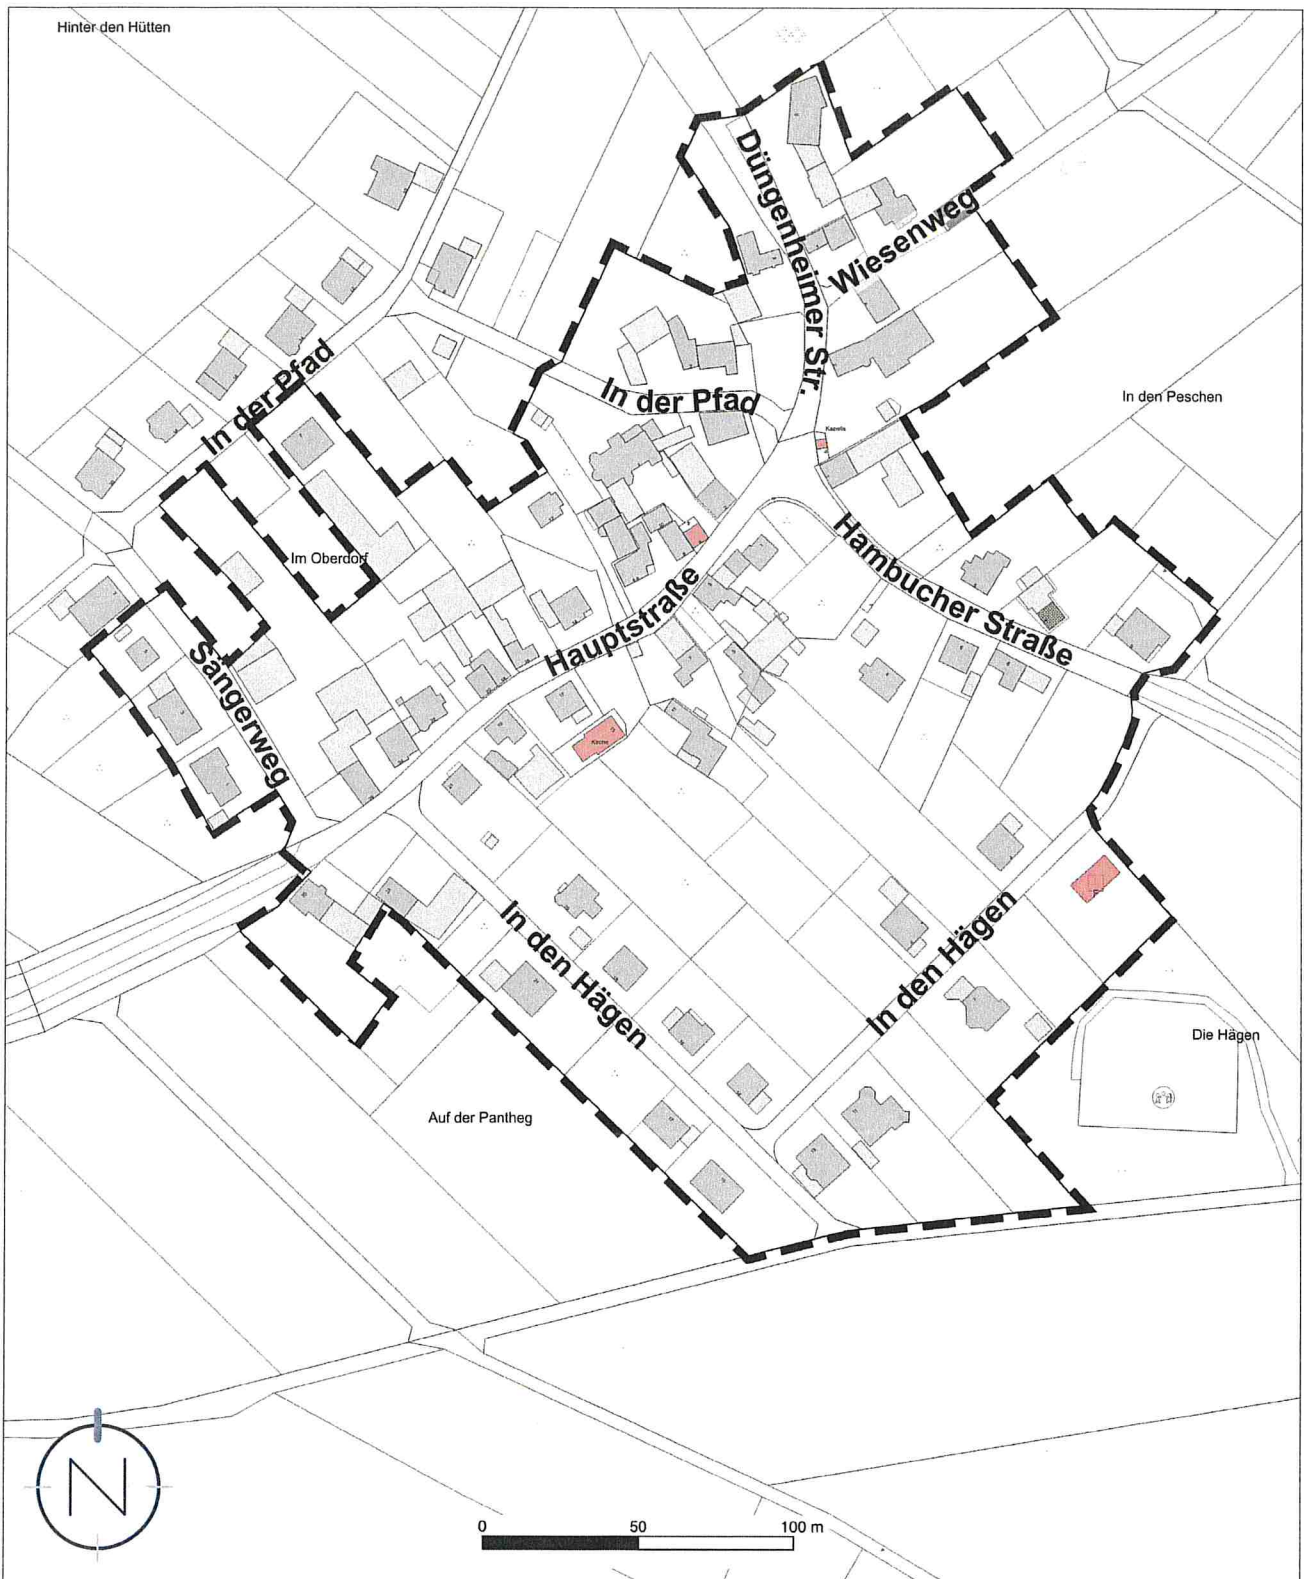 Hinter den Hütten
Düngenheimer Str.
Wiesenweg
In der Pfad
In der Pfad
In den Peschen
Kapelle
Im Oberdorf
Hambucher Straße
Hauptstraße
Sängerweg
Kirche
In den Hägen
In den Hägen
Die Hägen
Auf der Pantheg
N
0 50 100 m